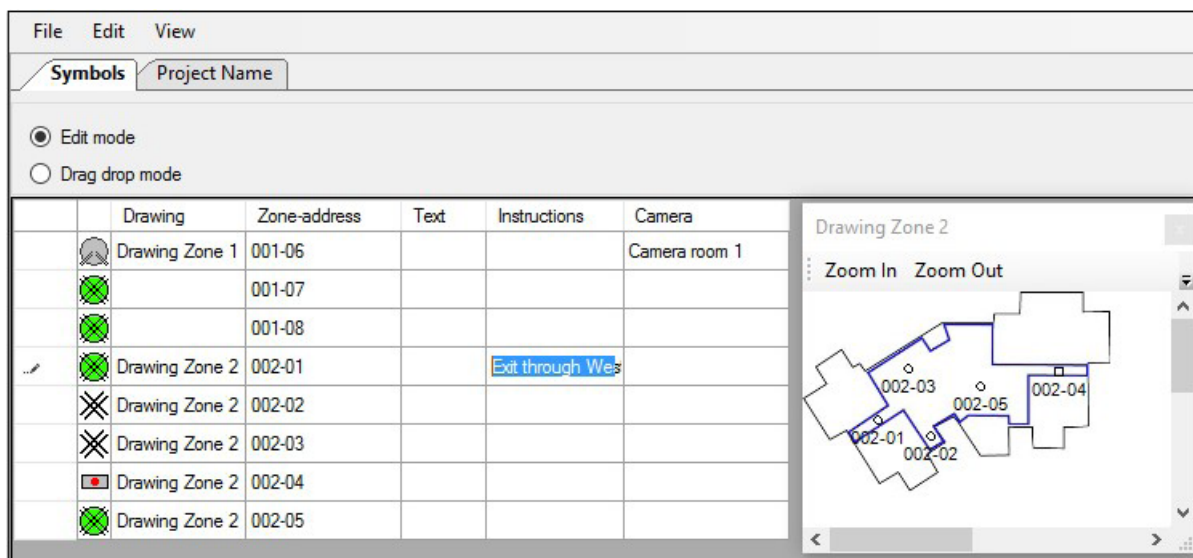 File Edit View
Symbols Project Name
Edit mode
Drag drop mode
Drawing Zone-address Text Instructions Camera
Drawing Zone 1 001-06 Camera room 1
001-07
001-08
Drawing Zone 2 002-01 Exit through Wes
Drawing Zone 2 002-02
Drawing Zone 2 002-03
Drawing Zone 2 002-04
Drawing Zone 2 002-05
Drawing Zone 2
Zoom In Zoom Out
002-03
002-04
002-05
002-01
002-02